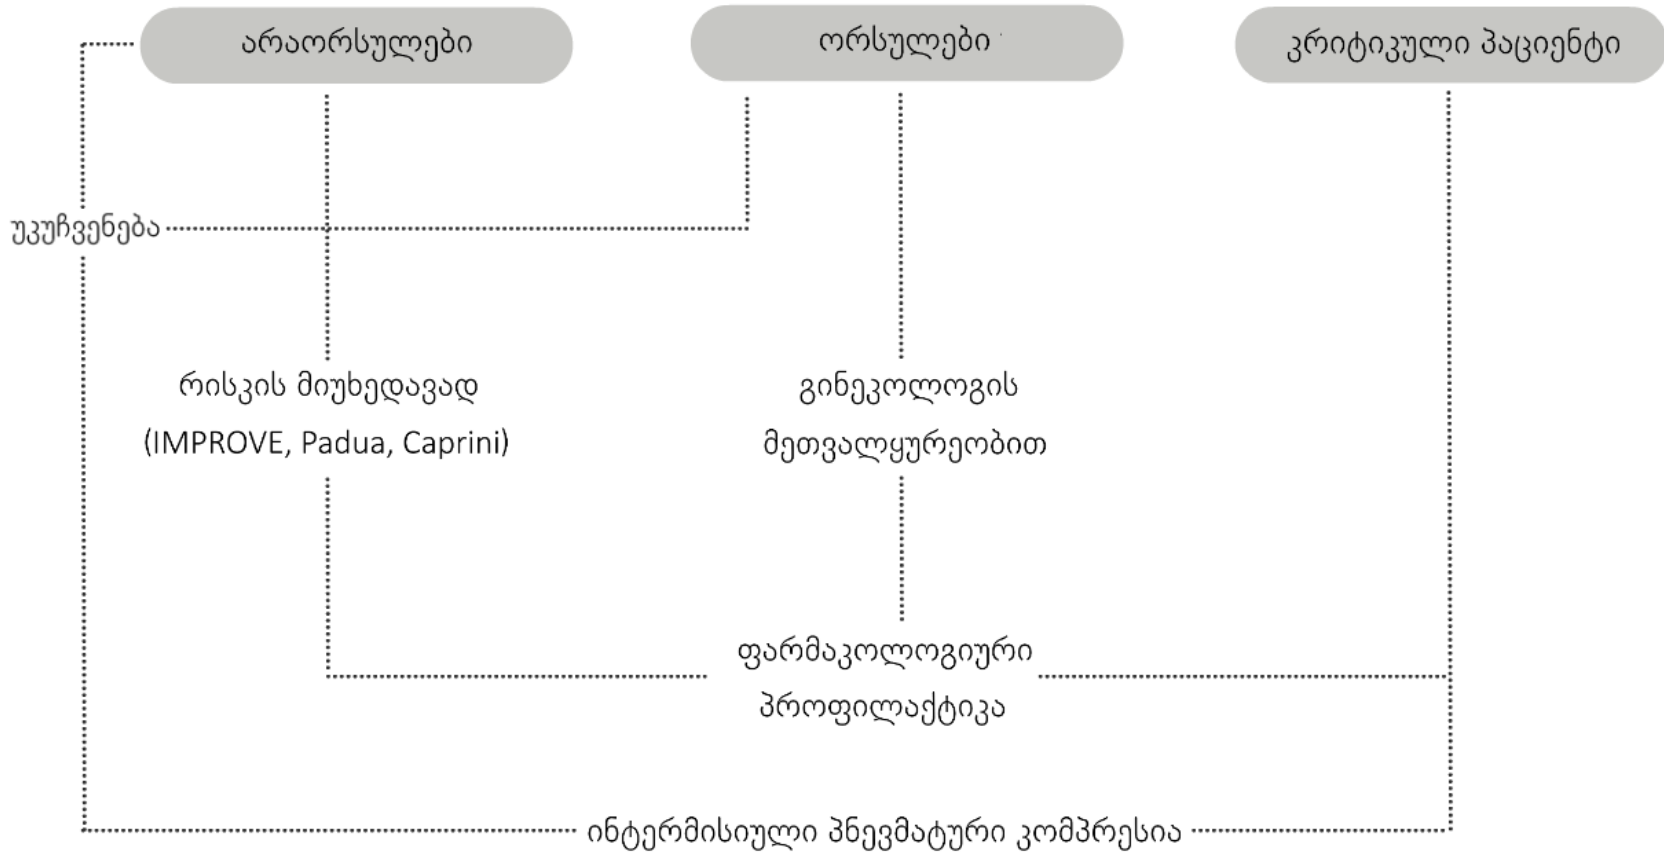 არაორსულები
ორსულები
კრიტიკული პაციენტი
უკუჩვენება
რისკის მიუხედავად
(IMPROVE, Padua, Caprini)
გინეკოლოგის
მეთვალყურეობით
ფარმაკოლოგიური
პროფილაქტიკა
ინტერმისიული პნევმატური კომპრესია